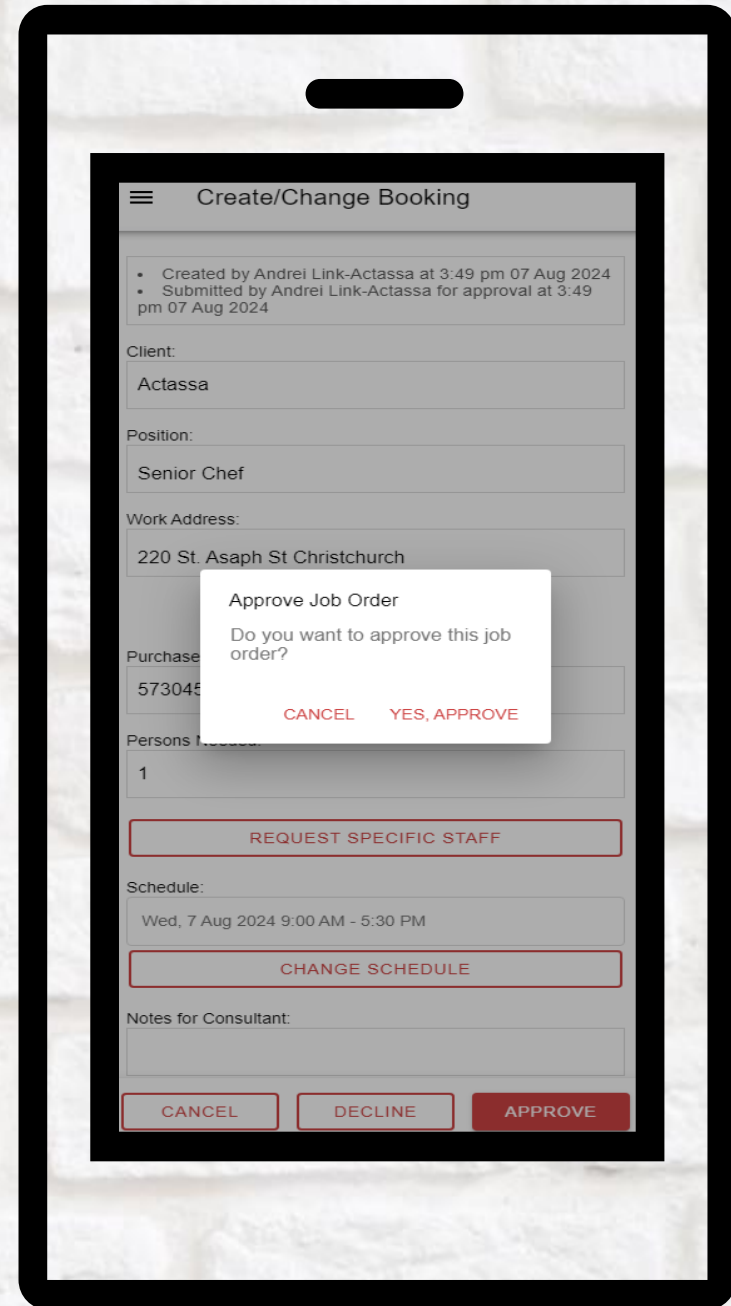 Create/Change Booking
• Created by Andrei Link-Actassa at 3:49 pm 07 Aug 2024
• Submitted by Andrei Link-Actassa for approval at 3:49
pm 07 Aug 2024
Client:
Actassa
Position:
Senior Chef
Work Address:
220 St. Asaph St Christchurch
Approve Job Order
Do you want to approve this job
order?
CANCEL YES, APPROVE
Purchase
573045
Persons Needed:
1
REQUEST SPECIFIC STAFF
Schedule:
Wed, 7 Aug 2024 9:00 AM - 5:30 PM
CHANGE SCHEDULE
Notes for Consultant:
CANCEL DECLINE APPROVE